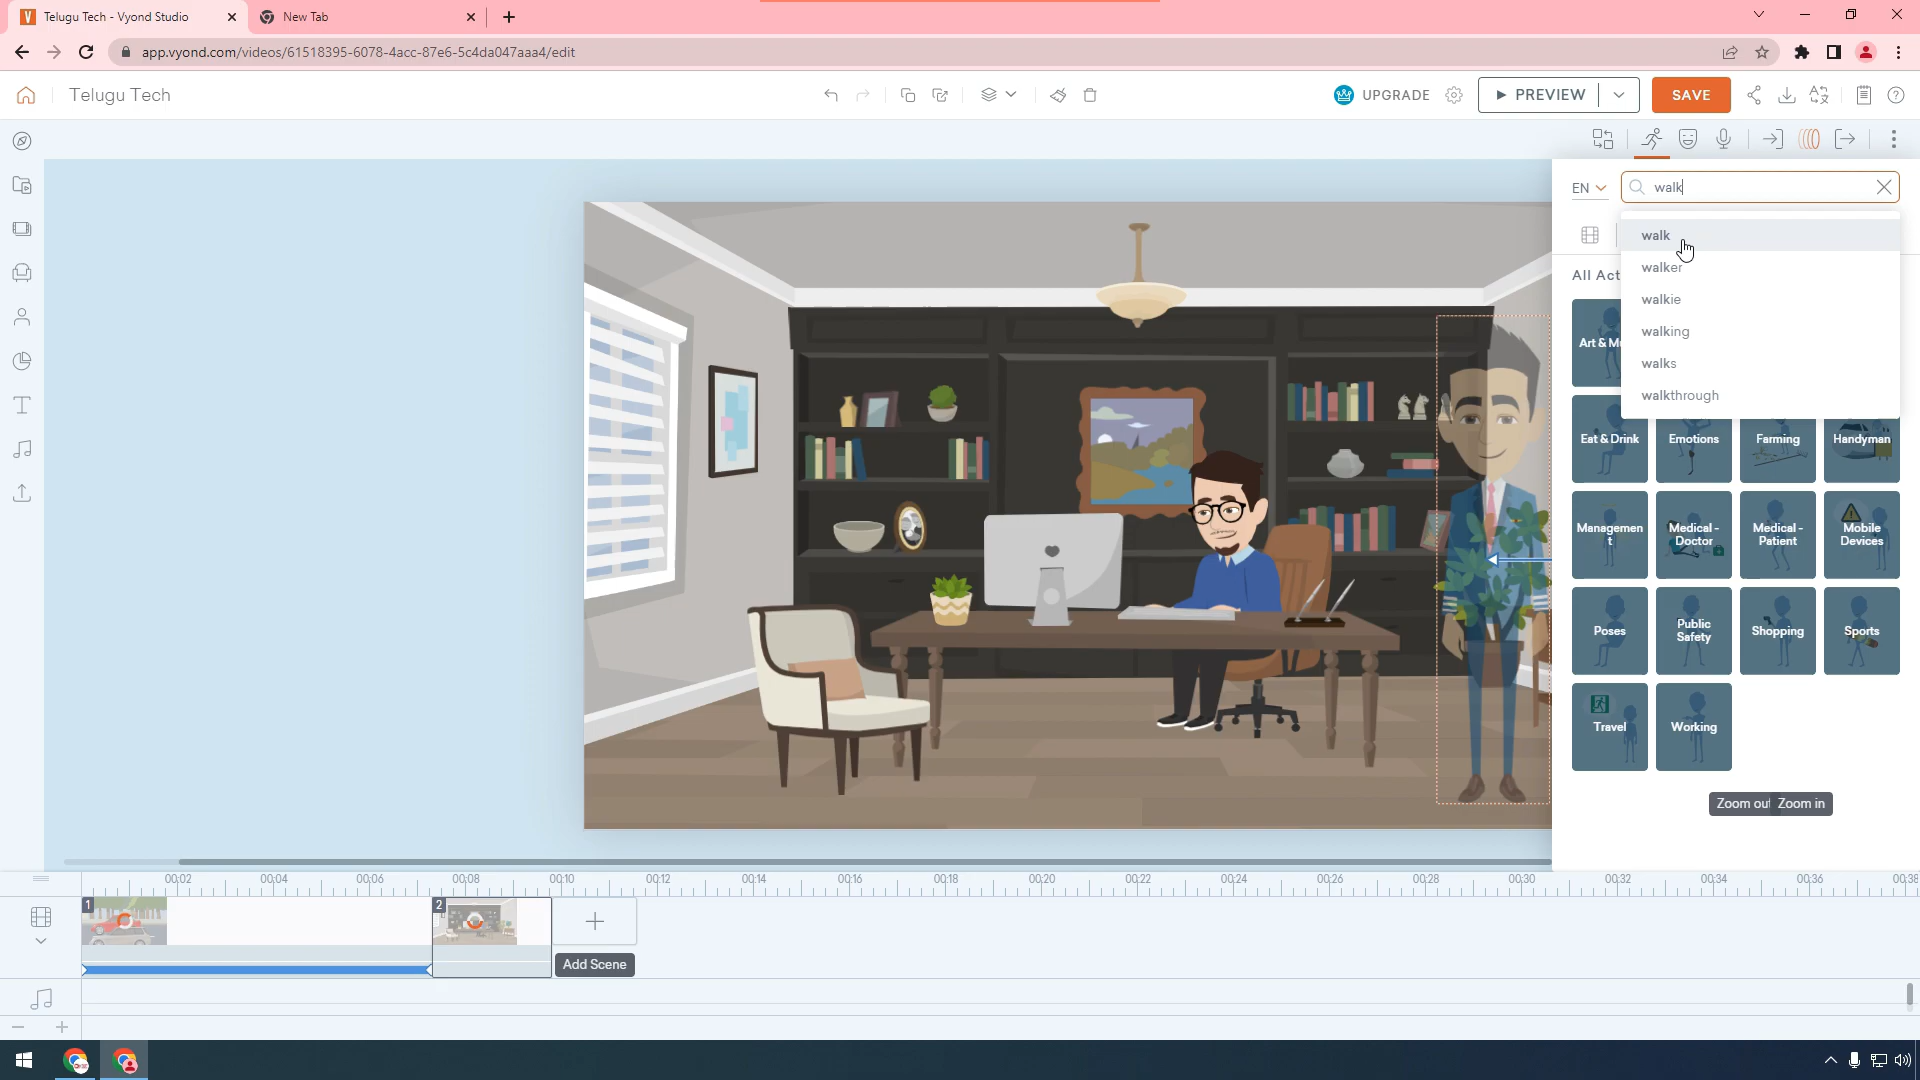 Telugu Tech - Vyond Studio
New Tab
app.vyond.com/videos/61518395-6078-4acc-87e6-5c4da047aaa4/edit
Telugu Tech
UPGRADE
PREVIEW
SAVE
EN
walk
walk
walker
walkie
walking
walks
walkthrough
All Act
Art & M
Eat & Drink
Emotions
Farming
Handyman
Managemen
t
Medical -
Doctor
Medical -
Patient
Mobile
Devices
Poses
Public
Safety
Shopping
Sports
Travel
Working
Zoom out
Zoom in
00:02 00:04 00:06 00:08 00:10 00:12 00:14 00:16 00:18 00:20 00:22 00:24 00:26 00:28 00:30 00:32 00:34 00:36 00:38
1
2
Add Scene